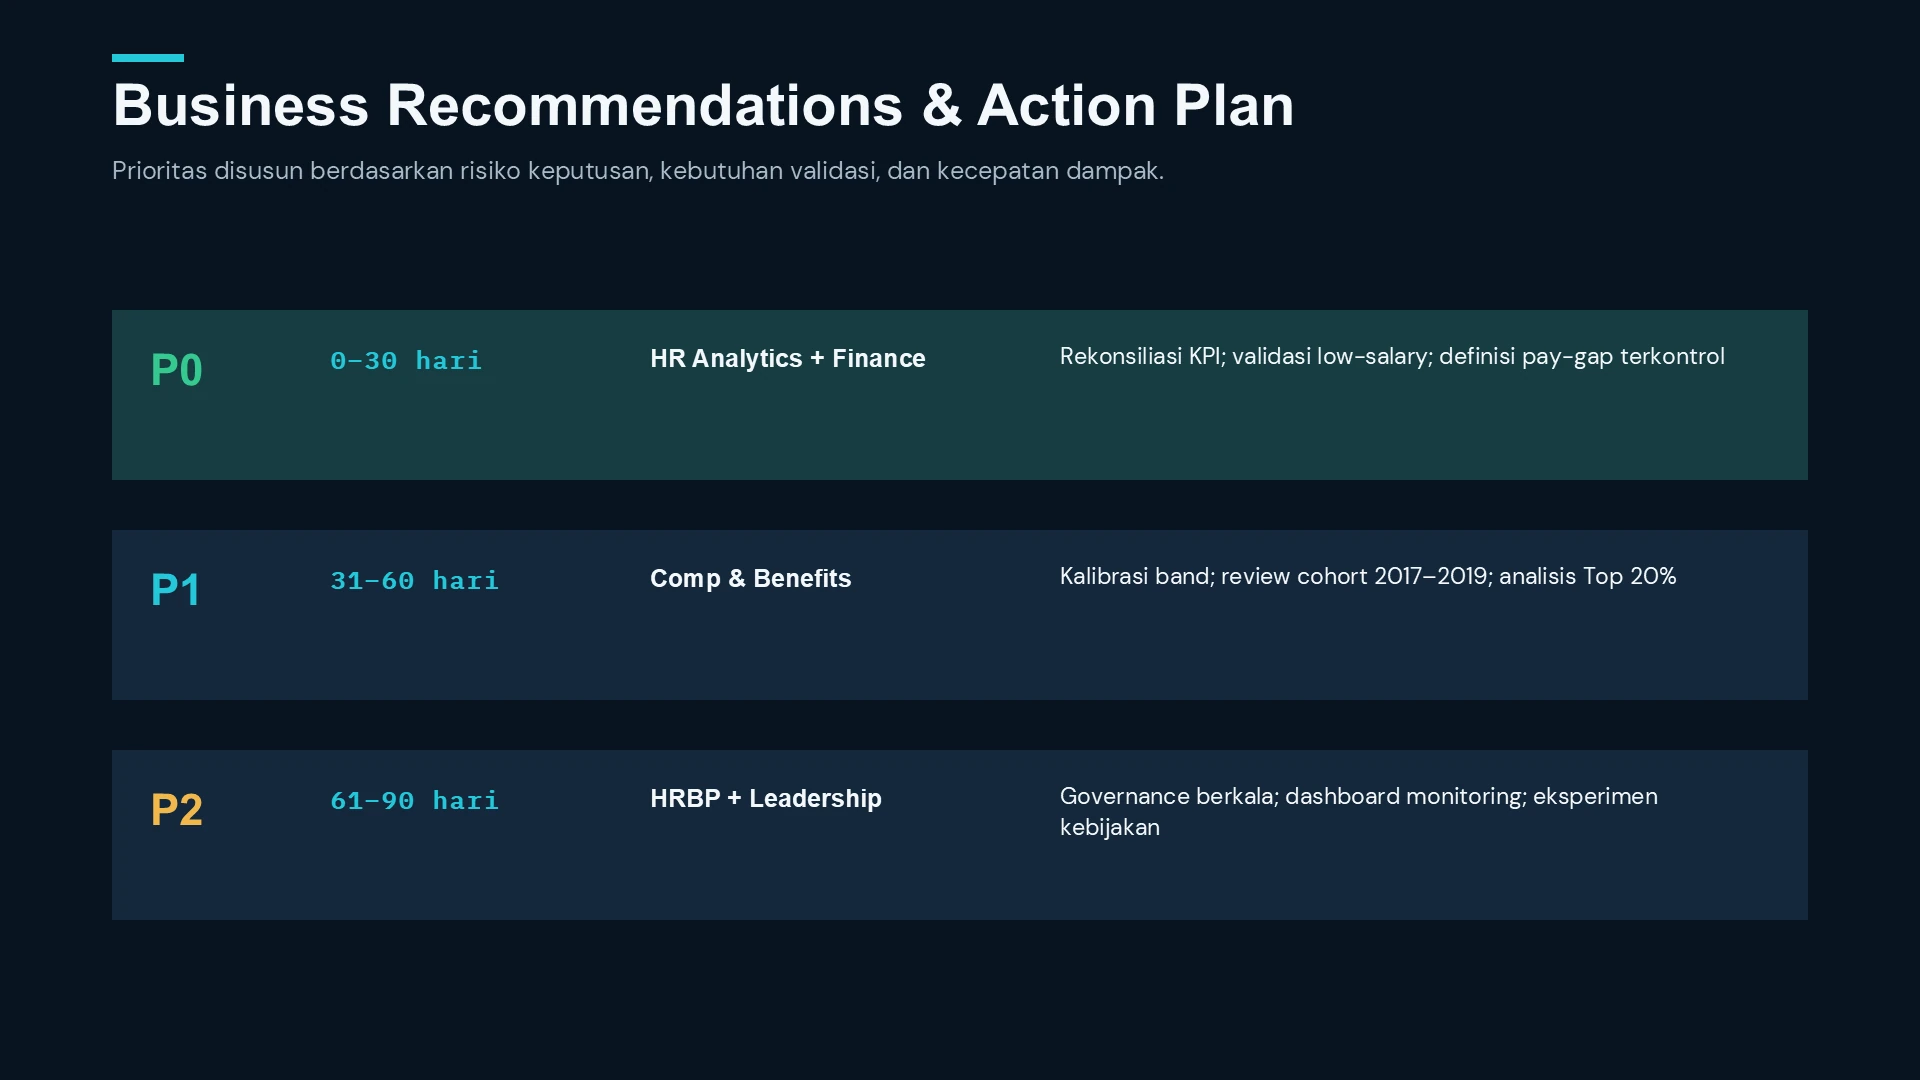 Business Recommendations & Action Plan
Prioritas disusun berdasarkan risiko keputusan, kebutuhan validasi, dan kecepatan dampak.
P0
0–30 hari
HR Analytics + Finance
Rekonsiliasi KPI; validasi low-salary; definisi pay-gap terkontrol
P1
31–60 hari
Comp & Benefits
Kalibrasi band; review cohort 2017–2019; analisis Top 20%
P2
61–90 hari
HRBP + Leadership
Governance berkala; dashboard monitoring; eksperimen
kebijakan